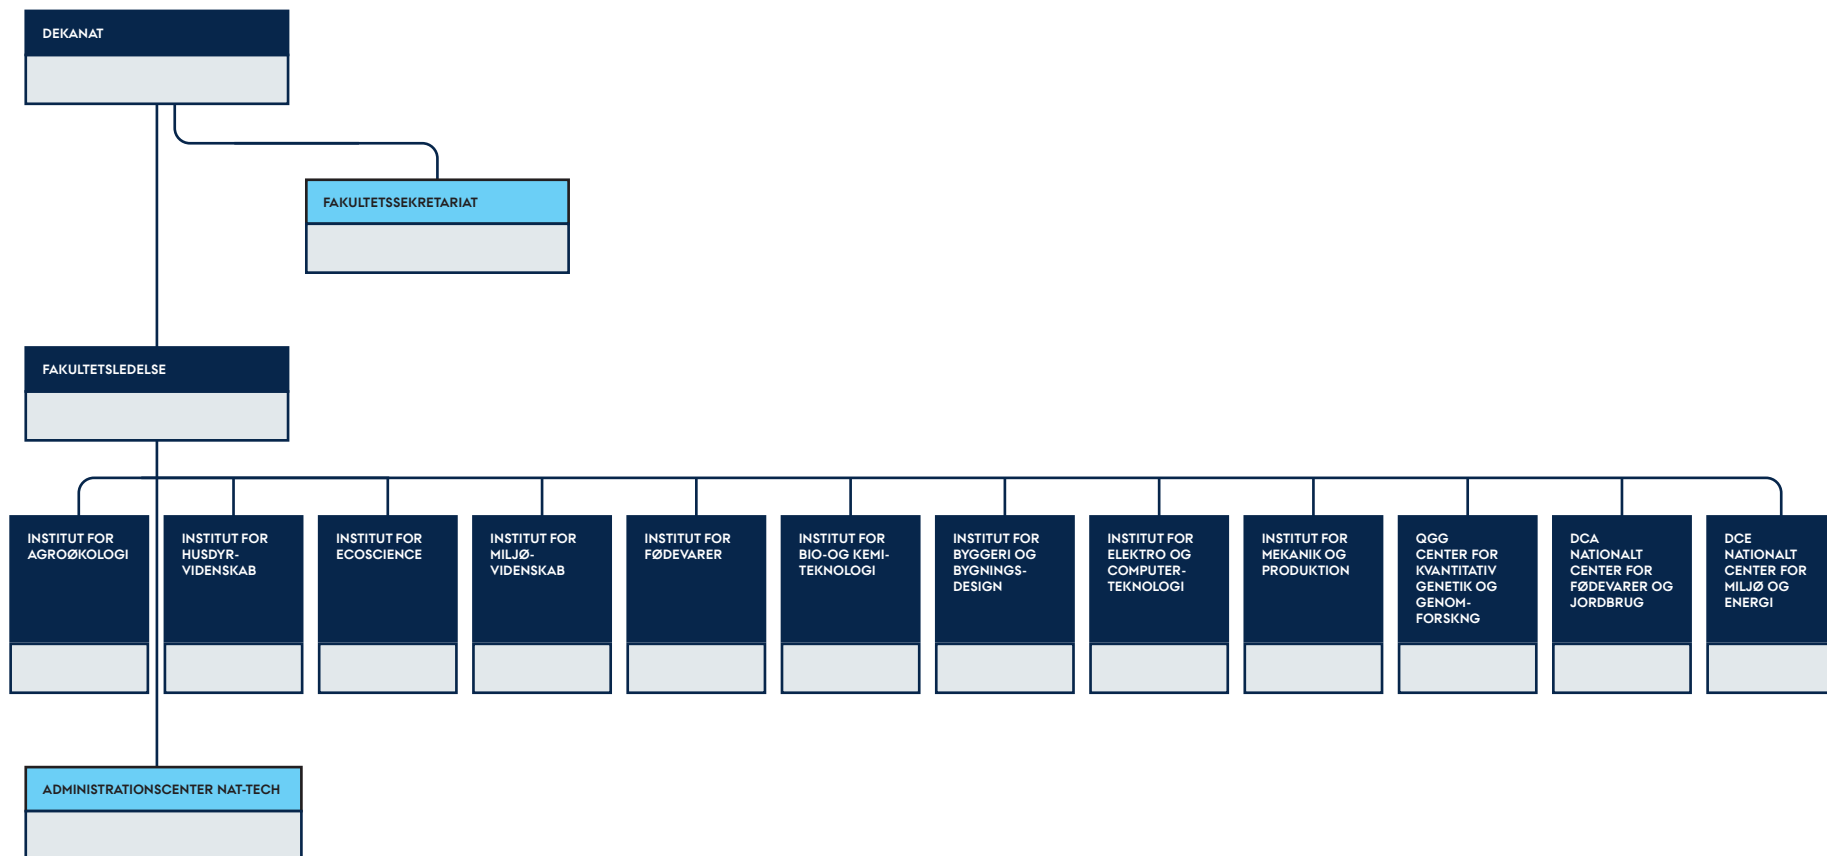 DEKANAT
FAKULTETSSEKRETARIAT
FAKULTETSLEDELSE
INSTITUT FOR
AGROØKOLOGI
INSTITUT FOR
HUSDYR-
VIDENSKAB
INSTITUT FOR
ECOSCIENCE
INSTITUT FOR
MILJØ-
VIDENSKAB
INSTITUT FOR
FØDEVARER
INSTITUT FOR
BIO-OG KEMI-
TEKNOLOGI
INSTITUT FOR
BYGGERI OG
BYGNINGS-
DESIGN
INSTITUT FOR
ELEKTRO OG
COMPUTER-
TEKNOLOGI
INSTITUT FOR
MEKANIK OG
PRODUKTION
QGG
CENTER FOR
KVANTITATIV
GENETIK OG
GENOM-
FORSKNG
DCA
NATIONALT
CENTER FOR
FØDEVARER OG
JORDBRUG
DCE
NATIONALT
CENTER FOR
MILJØ OG
ENERGI
ADMINISTRATIONSCENTER NAT-TECH